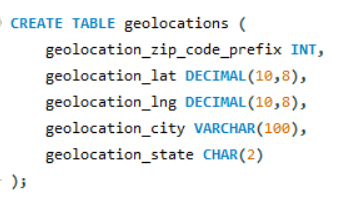 CREATE TABLE geolocations (
geolocation_zip_code_prefix INT,
geolocation_lat DECIMAL(10,8),
geolocation_lng DECIMAL(10,8),
geolocation_city VARCHAR(100),
geolocation_state CHAR(2)
);